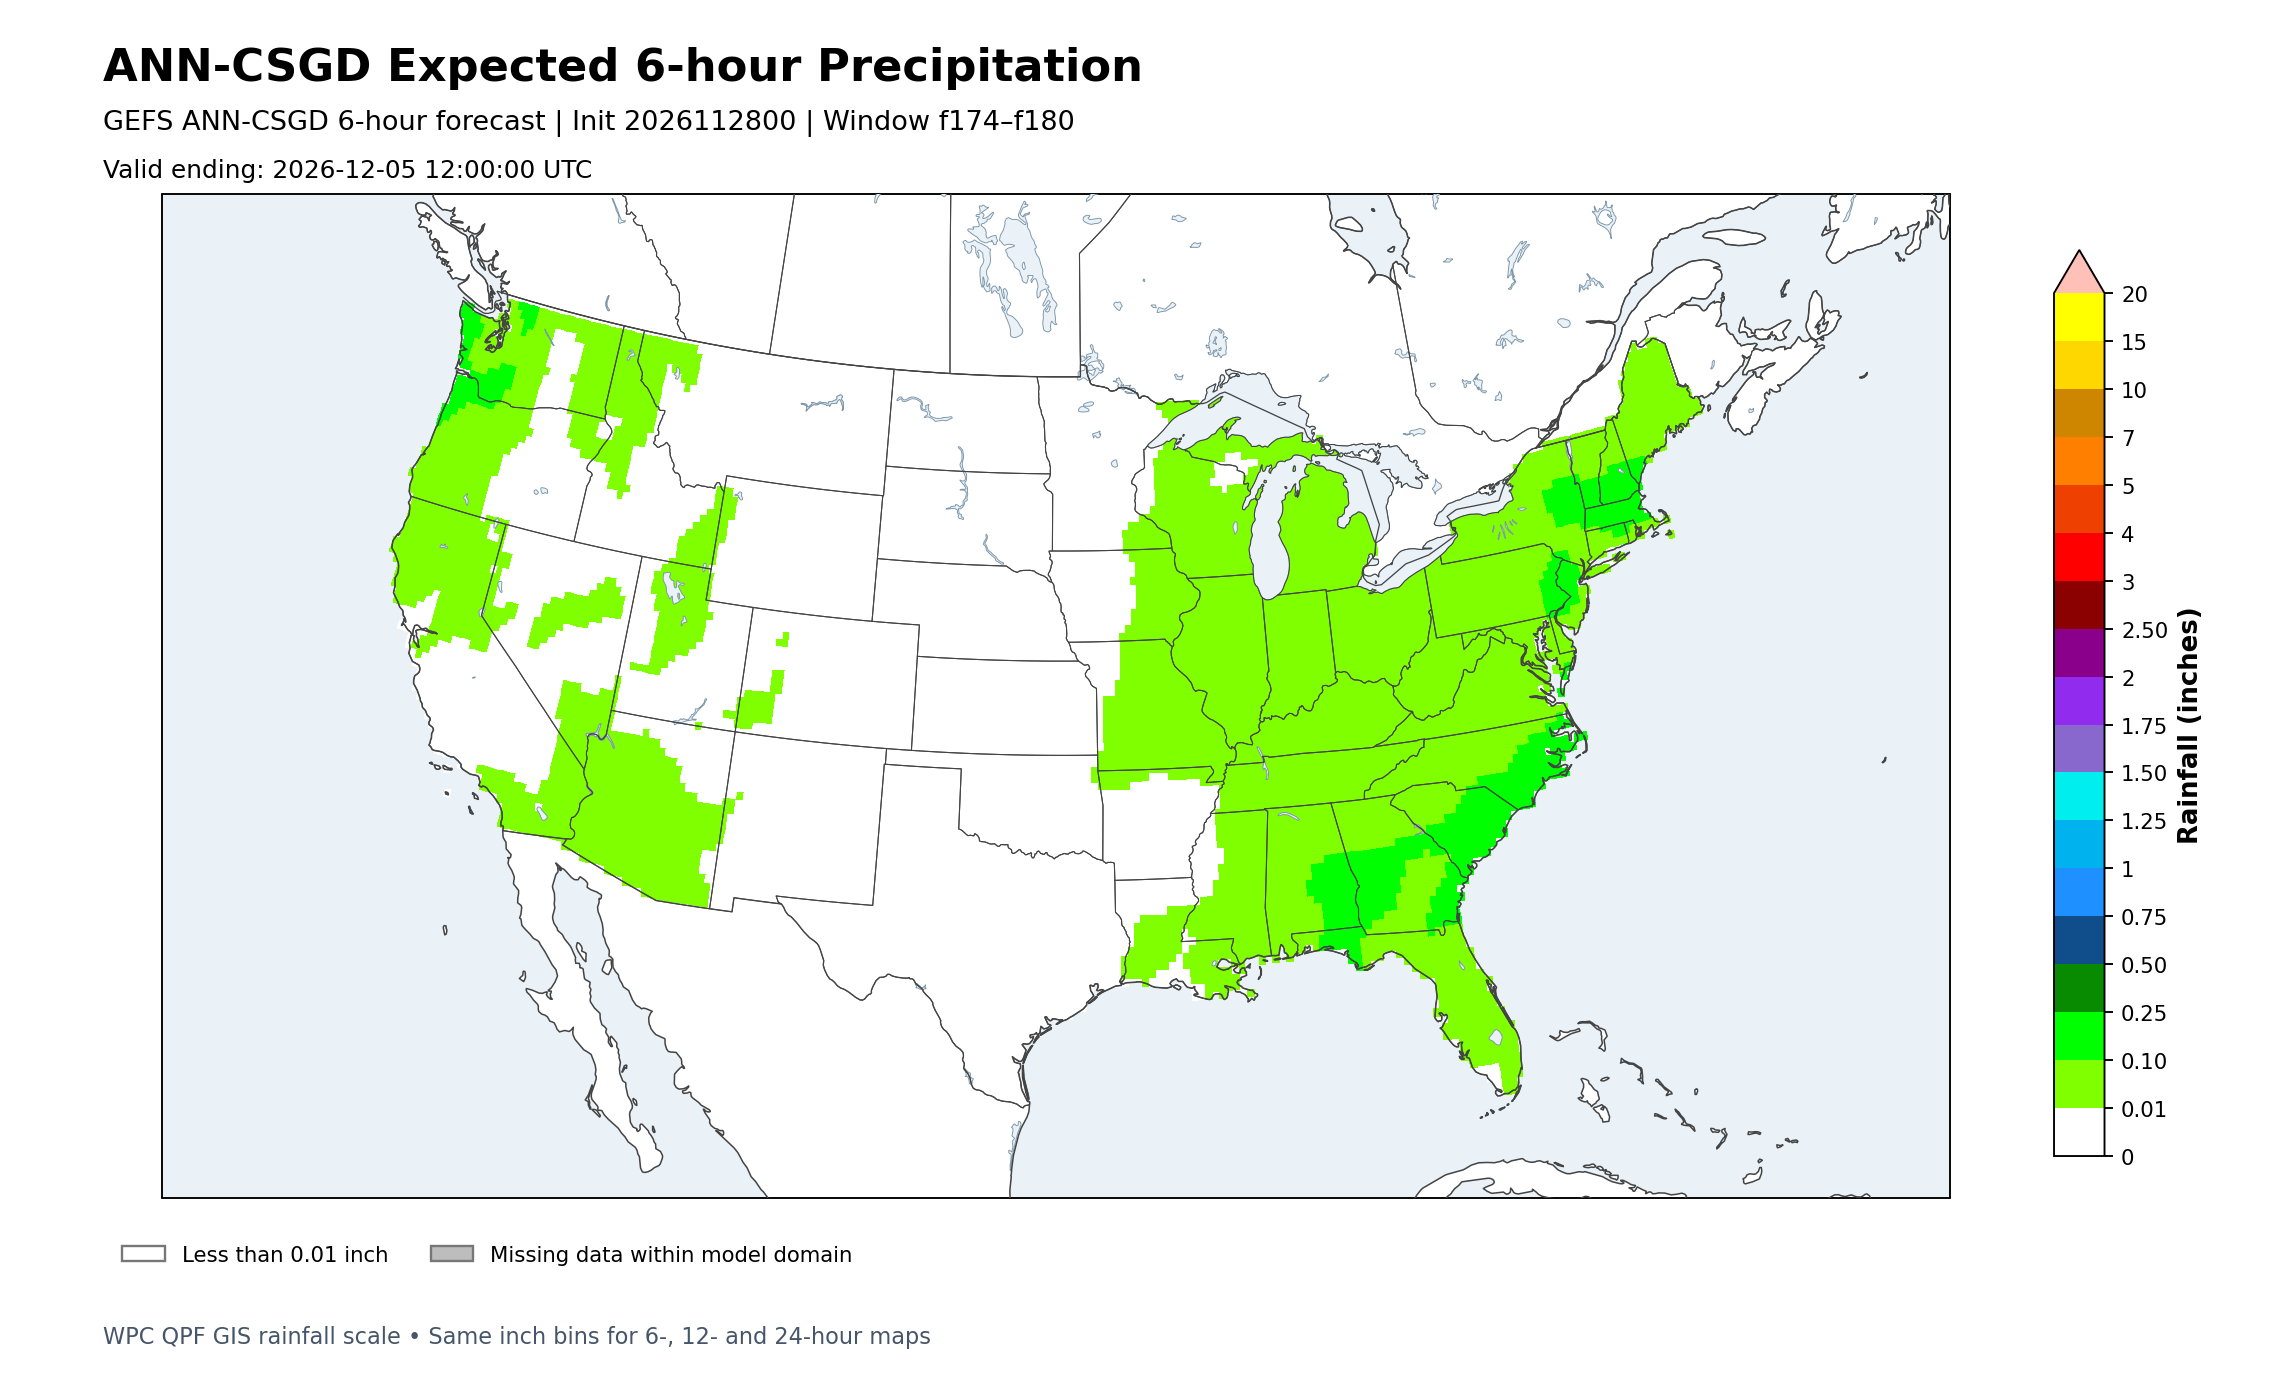 ANN-CSGD Expected 6-hour Precipitation
GEFS ANN-CSGD 6-hour forecast | Init 2026112800 | Window f174–f180
Valid ending: 2026-12-05 12:00:00 UTC
20
15
10
7
5
4
3
2.50
2
1.75
1.50
1.25
1
0.75
0.50
0.25
0.10
0.01
0
Rainfall (inches)
Less than 0.01 inch
Missing data within model domain
WPC QPF GIS rainfall scale • Same inch bins for 6-, 12- and 24-hour maps